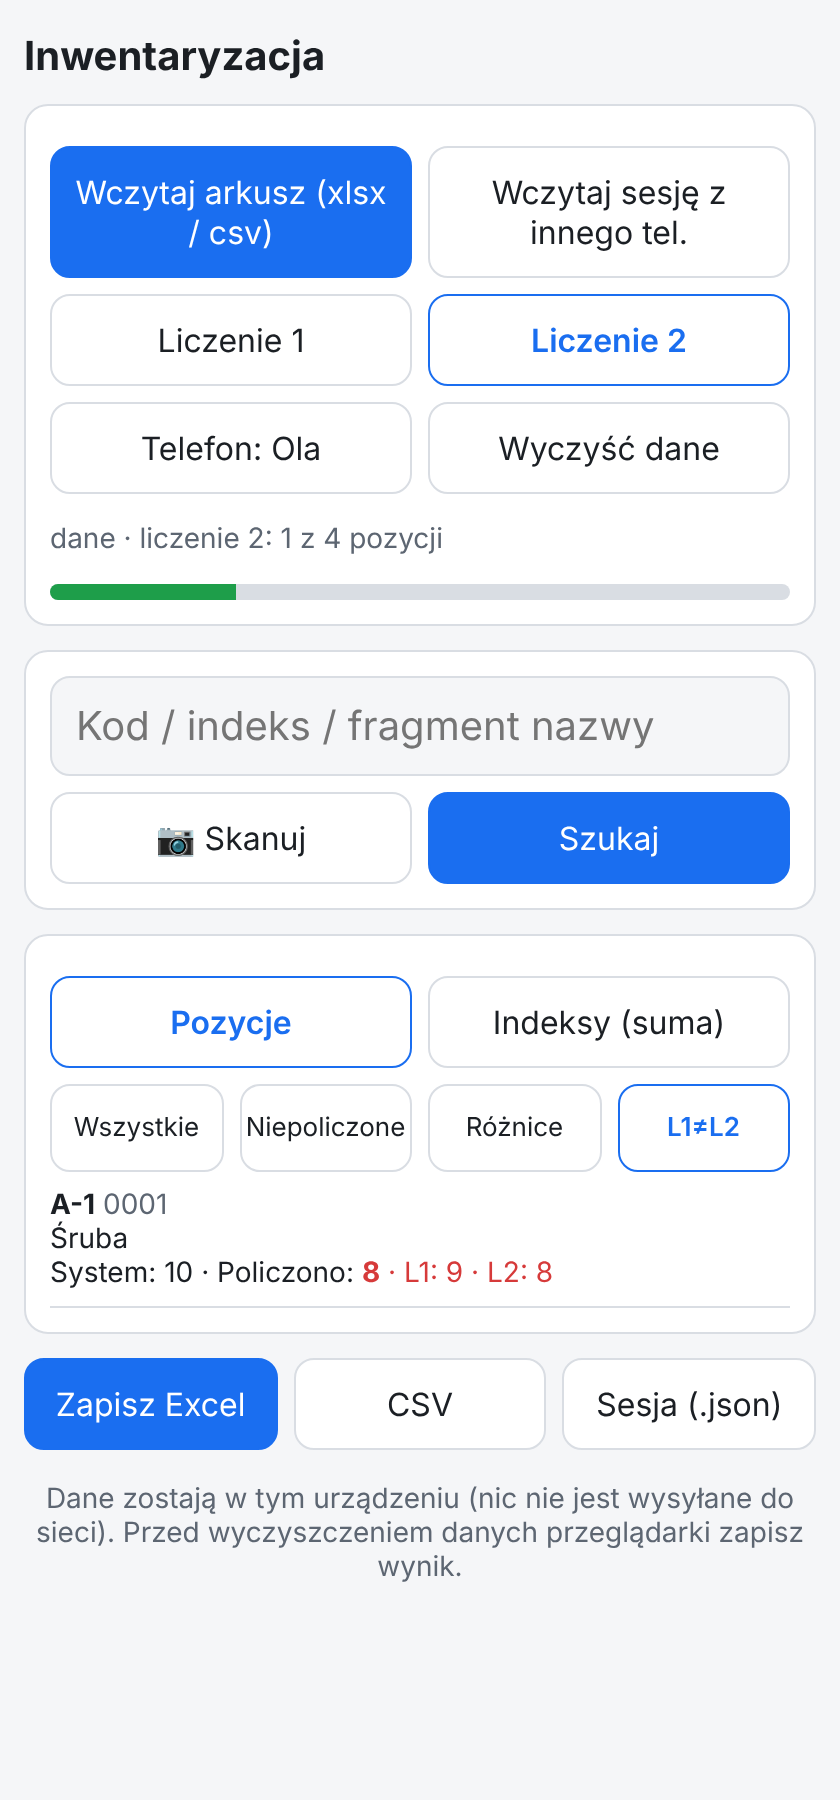 Inwentaryzacja
Wczytaj arkusz (xlsx
/ csv)
Wczytaj sesję z
innego tel.
Liczenie 1
Liczenie 2
Telefon: Ola
Wyczyść dane
dane · liczenie 2: 1 z 4 pozycji
Kod / indeks / fragment nazwy
Skanuj
Szukaj
Pozycje
Indeksy (suma)
Wszystkie
Niepoliczone
Różnice
L1≠L2
A-1 0001
Śruba
System: 10 · Policzono: 8 · L1: 9 · L2: 8
Zapisz Excel
CSV
Sesja (.json)
Dane zostają w tym urządzeniu (nic nie jest wysyłane do
sieci). Przed wyczyszczeniem danych przeglądarki zapisz
wynik.